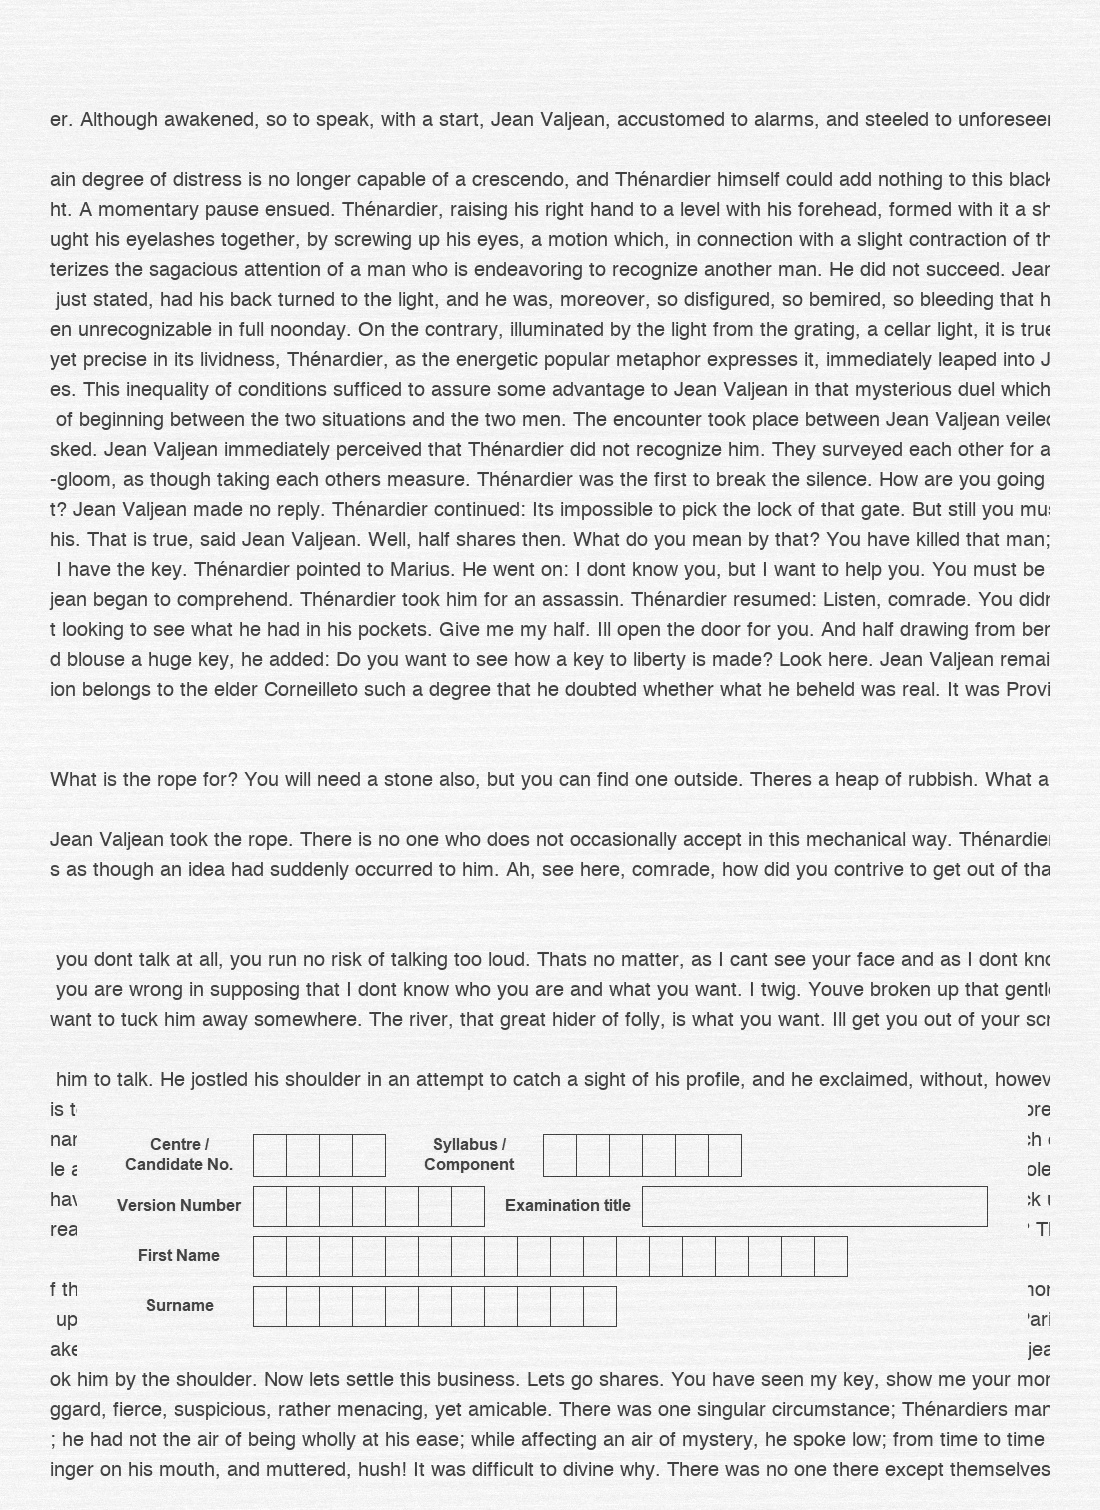 er. Although awakened, so to speak, with a start, Jean Valjean, accustomed to alarms, and steeled to unforeseen
ain degree of distress is no longer capable of a crescendo, and Thénardier himself could add nothing to this black
ht. A momentary pause ensued. Thénardier, raising his right hand to a level with his forehead, formed with it a sh
ught his eyelashes together, by screwing up his eyes, a motion which, in connection with a slight contraction of th
terizes the sagacious attention of a man who is endeavoring to recognize another man. He did not succeed. Jean
just stated, had his back turned to the light, and he was, moreover, so disfigured, so bemired, so bleeding that h
en unrecognizable in full noonday. On the contrary, illuminated by the light from the grating, a cellar light, it is true
yet precise in its lividness, Thénardier, as the energetic popular metaphor expresses it, immediately leaped into J
es. This inequality of conditions sufficed to assure some advantage to Jean Valjean in that mysterious duel which
of beginning between the two situations and the two men. The encounter took place between Jean Valjean veiled
sked. Jean Valjean immediately perceived that Thénardier did not recognize him. They surveyed each other for a
-gloom, as though taking each others measure. Thénardier was the first to break the silence. How are you going
t? Jean Valjean made no reply. Thénardier continued: Its impossible to pick the lock of that gate. But still you mus
his. That is true, said Jean Valjean. Well, half shares then. What do you mean by that? You have killed that man;
I have the key. Thénardier pointed to Marius. He went on: I dont know you, but I want to help you. You must be
jean began to comprehend. Thénardier took him for an assassin. Thénardier resumed: Listen, comrade. You didn
t looking to see what he had in his pockets. Give me my half. Ill open the door for you. And half drawing from ben
d blouse a huge key, he added: Do you want to see how a key to liberty is made? Look here. Jean Valjean remai
ion belongs to the elder Corneilleto such a degree that he doubted whether what he beheld was real. It was Provi
What is the rope for? You will need a stone also, but you can find one outside. Theres a heap of rubbish. What a
Jean Valjean took the rope. There is no one who does not occasionally accept in this mechanical way. Thénardier
s as though an idea had suddenly occurred to him. Ah, see here, comrade, how did you contrive to get out of tha
you dont talk at all, you run no risk of talking too loud. Thats no matter, as I cant see your face and as I dont kno
you are wrong in supposing that I dont know who you are and what you want. I twig. Youve broken up that gentle
want to tuck him away somewhere. The river, that great hider of folly, is what you want. Ill get you out of your scr
him to talk. He jostled his shoulder in an attempt to catch a sight of his profile, and he exclaimed, without, howev
is
Centre / Candidate No.
Syllabus / Component
le
Version Number
Examination title
First Name
f th
Surname
up
ok him by the shoulder. Now lets settle this business. Lets go shares. You have seen my key, show me your mon
ggard, fierce, suspicious, rather menacing, yet amicable. There was one singular circumstance; Thénardiers man
; he had not the air of being wholly at his ease; while affecting an air of mystery, he spoke low; from time to time
inger on his mouth, and muttered, hush! It was difficult to divine why. There was no one there except themselves